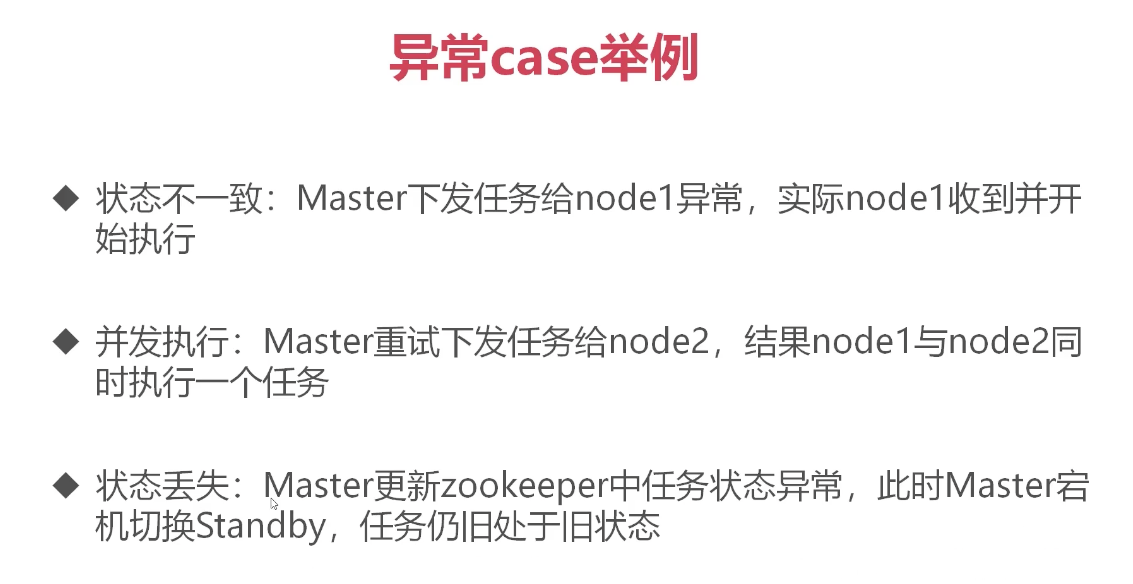 异常case举例
◆ 状态不一致：Master下发任务给node1异常，实际node1收到并开
始执行
◆ 并发执行：Master重试下发任务给node2，结果node1与node2同
时执行一个任务
◆ 状态丢失：Master更新zookeeper中任务状态异常，此时Master宕
机切换Standby，任务仍旧处于旧状态